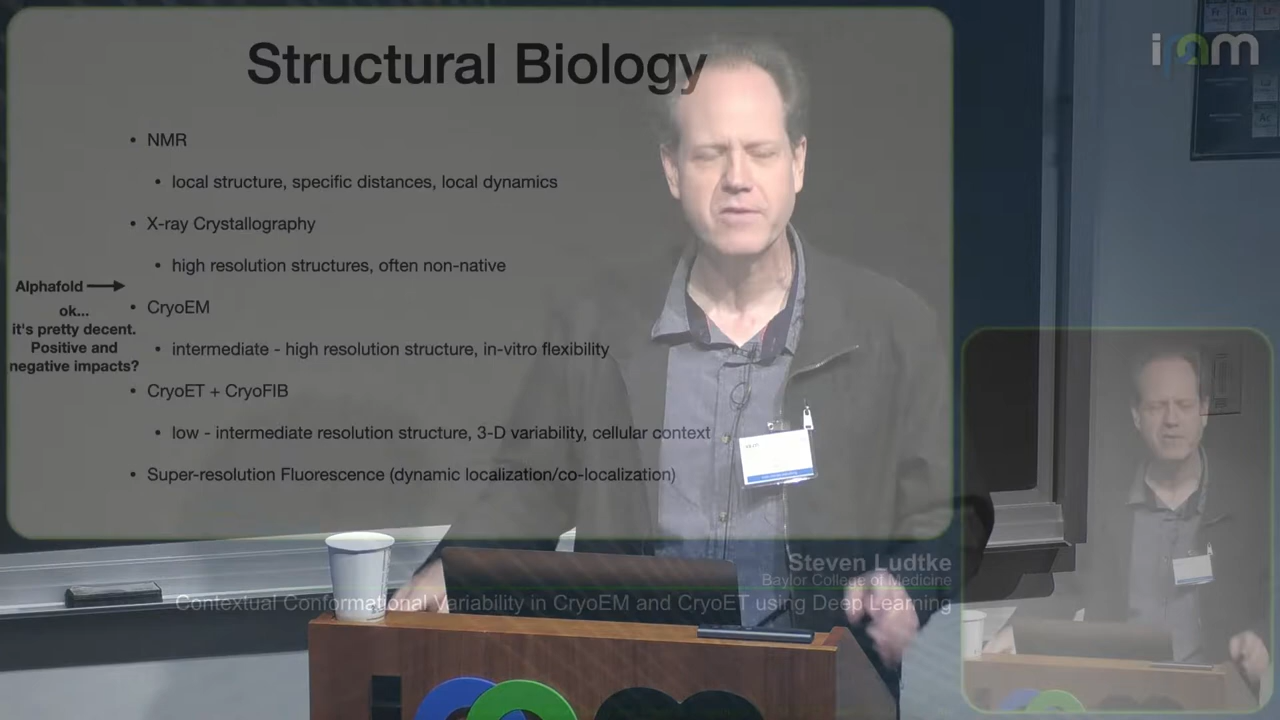 Structural Biology
ipam
• NMR
• local structure, specific distances, local dynamics
• X-ray Crystallography
• high resolution structures, often non-native
Alphafold
ok...
it's pretty decent.
Positive and
negative impacts?
• CryoEM
• intermediate - high resolution structure, in-vitro flexibility
• CryoET + CryoFIB
• low - intermediate resolution structure, 3-D variability, cellular context
• Super-resolution Fluorescence (dynamic localization/co-localization)
Steven Ludtke
Baylor College of Medicine
Contextual Conformational Variability in CryoEM and CryoET using Deep Learning
Fr Ra
Ac